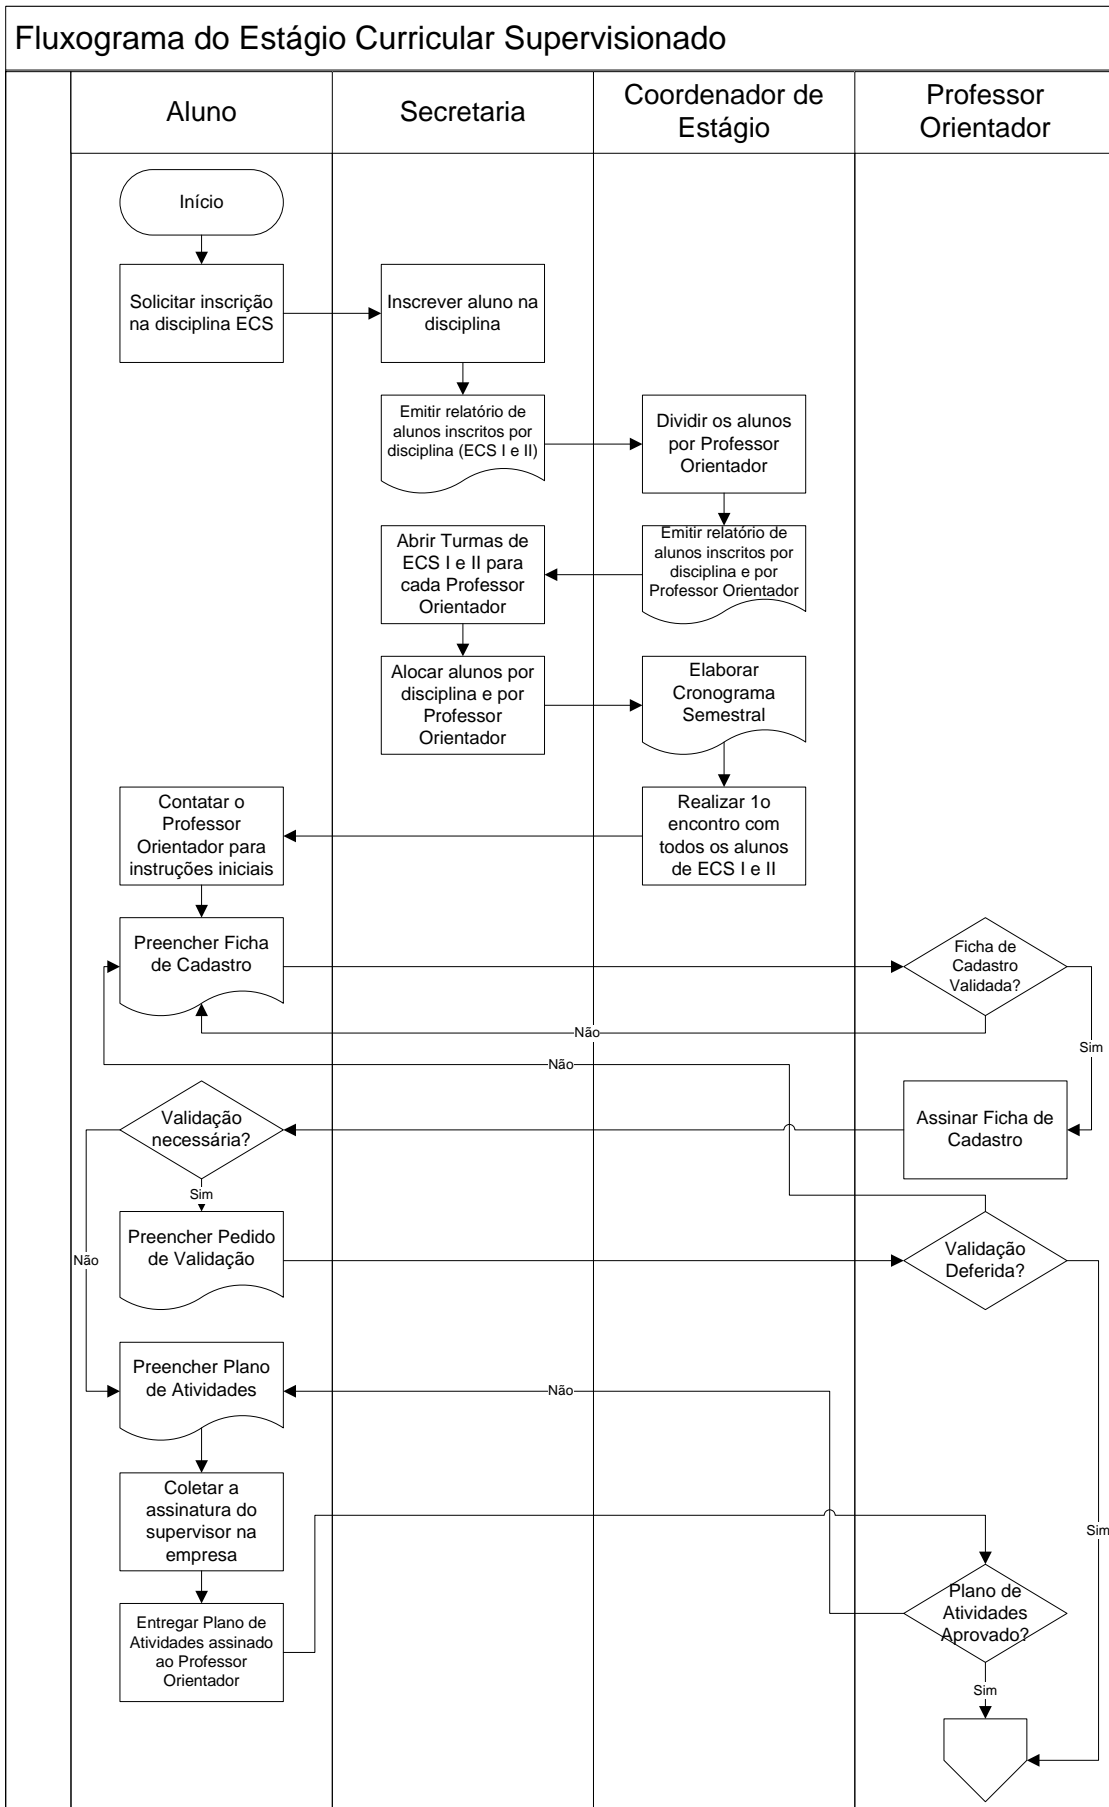 Fluxograma do Estágio Curricular Supervisionado
Aluno
Secretaria
Coordenador de
Estágio
Professor
Orientador
Início
Solicitar inscrição
na disciplina ECS
Inscrever aluno na
disciplina
Emitir relatório de
alunos inscritos por
disciplina (ECS I e II)
Dividir os alunos
por Professor
Orientador
Emitir relatório de
alunos inscritos por
disciplina e por
Professor Orientador
Abrir Turmas de
ECS I e II para
cada Professor
Orientador
Alocar alunos por
disciplina e por
Professor
Orientador
Elaborar
Cronograma
Semestral
Realizar 1o
encontro com
todos os alunos
de ECS I e II
Contatar o
Professor
Orientador para
instruções iniciais
Preencher Ficha
de Cadastro
Ficha de
Cadastro
Validada?
Não
Sim
Não
Assinar Ficha de
Cadastro
Validação
necessária?
Sim
Não
Preencher Pedido
de Validação
Validação
Deferida?
Preencher Plano
de Atividades
Não
Coletar a
assinatura do
supervisor na
empresa
Sim
Entregar Plano de
Atividades assinado
ao Professor
Orientador
Plano de
Atividades
Aprovado?
Sim